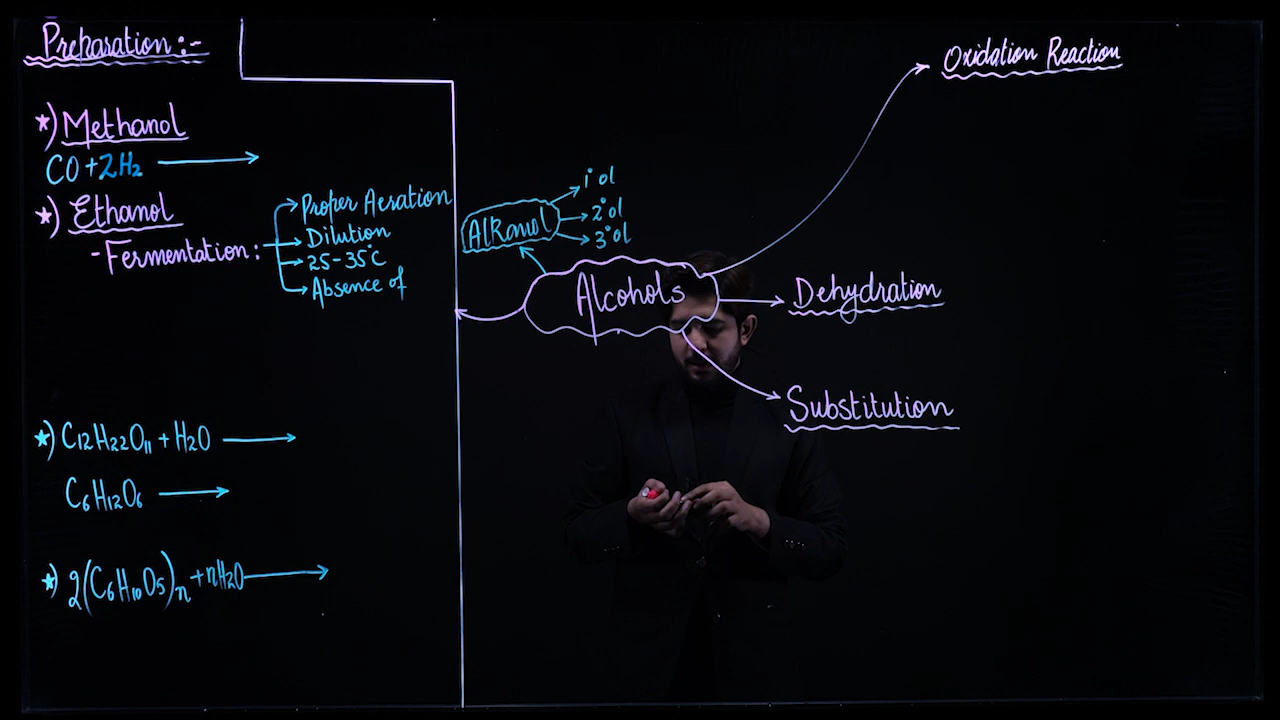 Preparation :-
*) Methanol
CO + 2H₂ ⟶
*) Ethanol
- Fermentation :
Proper Aeration
Dilution
25-35°C
Absence of
*) C₁₂H₂₂O₁₁ + H₂O ⟶
C₆H₁₂O₆ ⟶
*) 2(C₆H₁₀O₅)ₙ + nH₂O ⟶
Alkanol
1° ol
2° ol
3° ol
Alcohols
Oxidation Reaction
Dehydration
Substitution